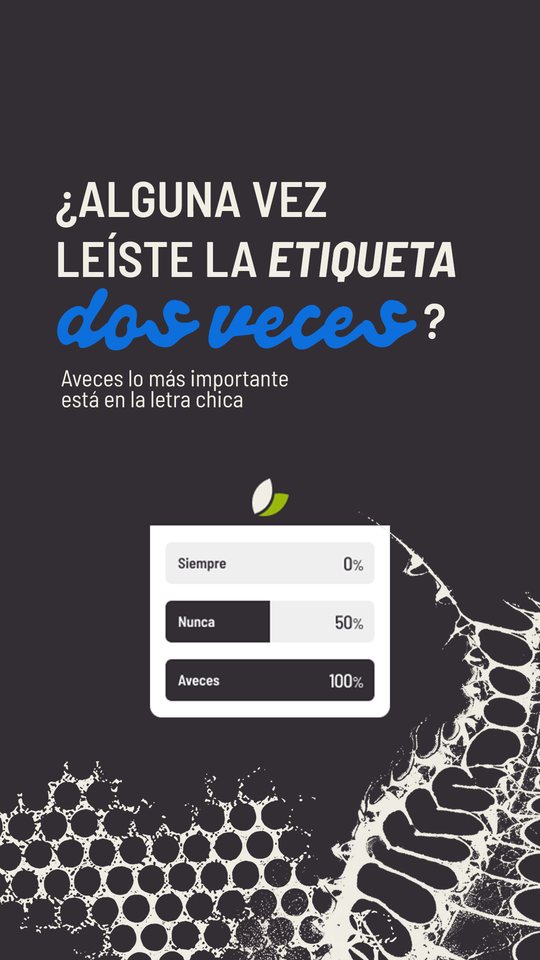 ¿ALGUNA VEZ
LEÍSTE LA ETIQUETA
dos veces?
Aveces lo más importante
está en la letra chica
Siempre 0%
Nunca 50%
Aveces 100%